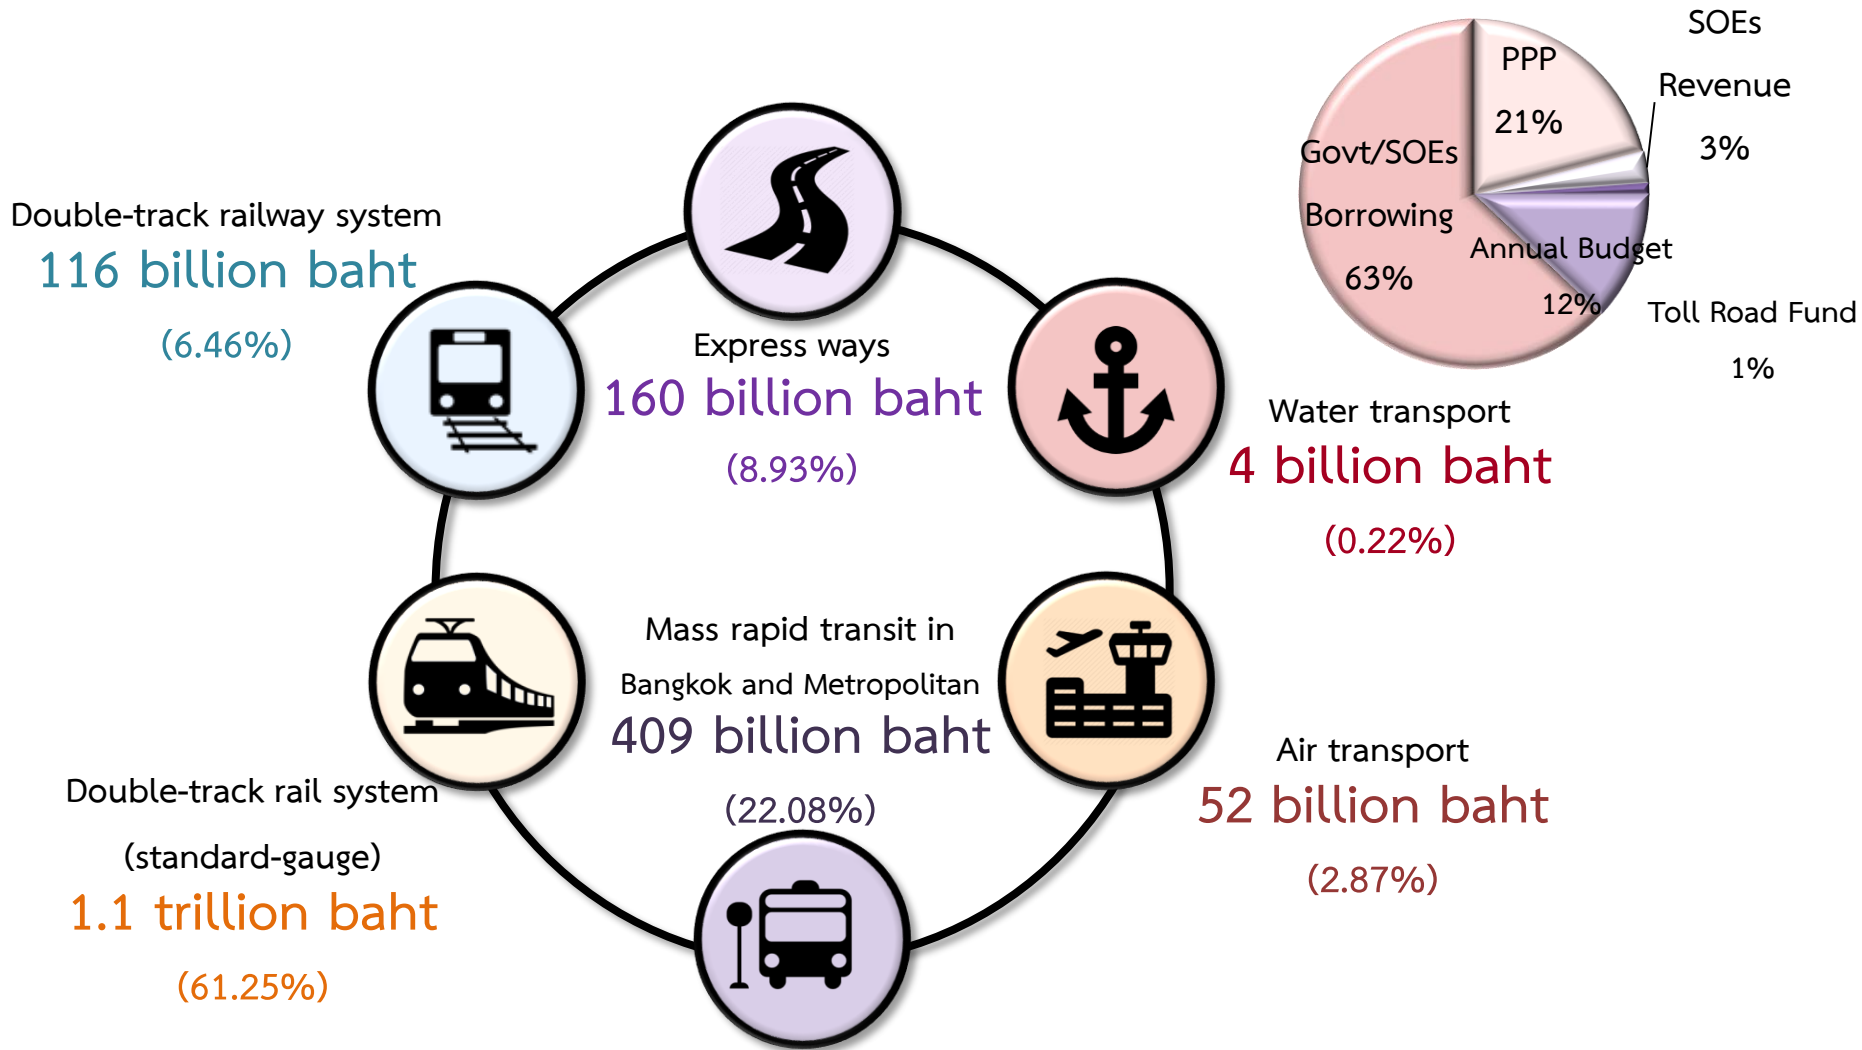 SOEs
Revenue
3%
PPP
21%
Govt/SOEs
Borrowing
63%
Annual Budget
12%
Toll Road Fund
1%
Double-track railway system
116 billion baht
(6.46%)
Express ways
160 billion baht
(8.93%)
Water transport
4 billion baht
(0.22%)
Mass rapid transit in
Bangkok and Metropolitan
409 billion baht
(22.08%)
Air transport
52 billion baht
(2.87%)
Double-track rail system
(standard-gauge)
1.1 trillion baht
(61.25%)